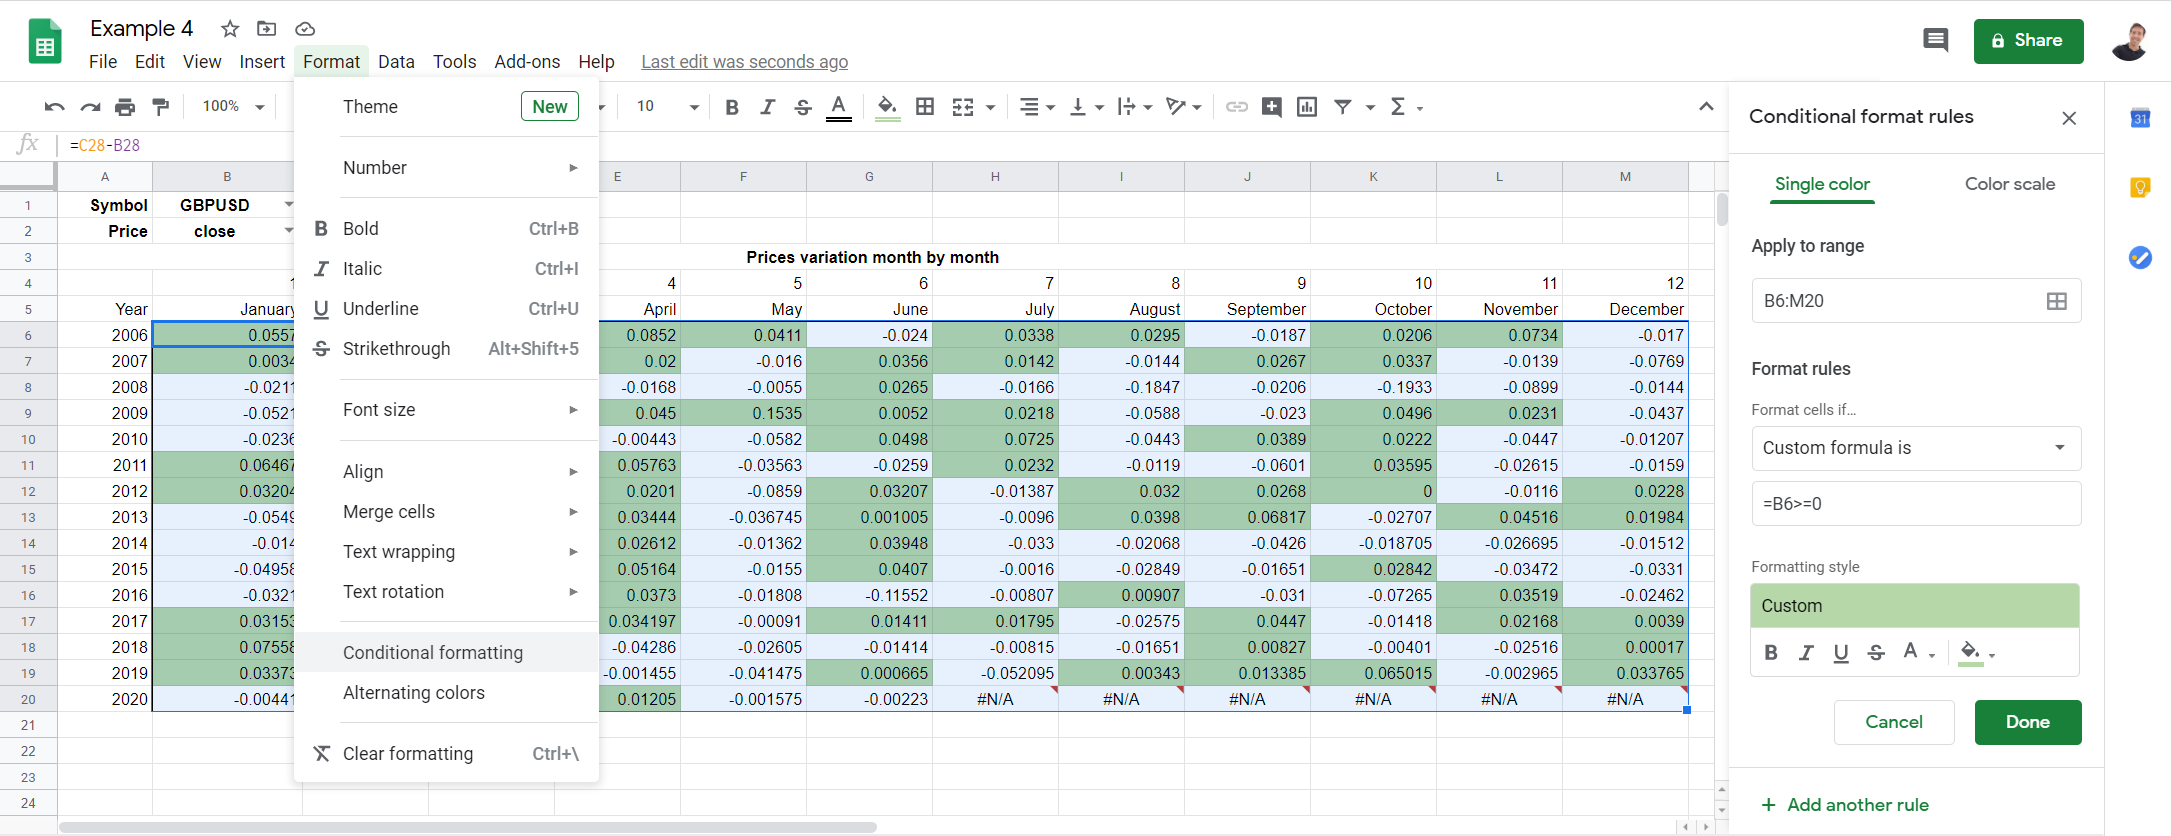 Example 4
File Edit View Insert Format Data Tools Add-ons Help Last edit was seconds ago
Share
100% 10
B I S A Σ
fx =C28-B28
Theme New
Number
B Bold Ctrl+B
I Italic Ctrl+I
U Underline Ctrl+U
S Strikethrough Alt+Shift+5
Font size
Align
Merge cells
Text wrapping
Text rotation
Conditional formatting
Alternating colors
Clear formatting Ctrl+\
A B E F G H I J K L M
1 Symbol GBPUSD
2 Price close
3 Prices variation month by month
4 1 4 5 6 7 8 9 10 11 12
5 Year January April May June July August September October November December
6 2006 0.0557 0.0852 0.0411 -0.024 0.0338 0.0295 -0.0187 0.0206 0.0734 -0.017
7 2007 0.0034 0.02 -0.016 0.0356 0.0142 -0.0144 0.0267 0.0337 -0.0139 -0.0769
8 2008 -0.0211 -0.0168 -0.0055 0.0265 -0.0166 -0.1847 -0.0206 -0.1933 -0.0899 -0.0144
9 2009 -0.0521 0.045 0.1535 0.0052 0.0218 -0.0588 -0.023 0.0496 0.0231 -0.0437
10 2010 -0.0236 -0.00443 -0.0582 0.0498 0.0725 -0.0443 0.0389 0.0222 -0.0447 -0.01207
11 2011 0.06467 0.05763 -0.03563 -0.0259 0.0232 -0.0119 -0.0601 0.03595 -0.02615 -0.0159
12 2012 0.03204 0.0201 -0.0859 0.03207 -0.01387 0.032 0.0268 0 -0.0116 0.0228
13 2013 -0.0549 0.03444 -0.036745 0.001005 -0.0096 0.0398 0.06817 -0.02707 0.04516 0.01984
14 2014 -0.014 0.02612 -0.01362 0.03948 -0.033 -0.02068 -0.0426 -0.018705 -0.026695 -0.01512
15 2015 -0.04958 0.05164 -0.0155 0.0407 -0.0016 -0.02849 -0.01651 0.02842 -0.03472 -0.0331
16 2016 -0.0321 0.0373 -0.01808 -0.11552 -0.00807 0.00907 -0.031 -0.07265 0.03519 -0.02462
17 2017 0.03153 0.034197 -0.00091 0.01411 0.01795 -0.02575 0.0447 -0.01418 0.02168 0.0039
18 2018 0.07558 -0.04286 -0.02605 -0.01414 -0.00815 -0.01651 0.00827 -0.00401 -0.02516 0.00017
19 2019 0.03373 -0.001455 -0.041475 0.000665 -0.052095 0.00343 0.013385 0.065015 -0.002965 0.033765
20 2020 -0.00441 0.01205 -0.001575 -0.00223 #N/A #N/A #N/A #N/A #N/A #N/A
21
22
23
24
Conditional format rules
Single color Color scale
Apply to range
B6:M20
Format rules
Format cells if…
Custom formula is
=B6>=0
Formatting style
Custom
B I U S A
Cancel Done
+ Add another rule
31